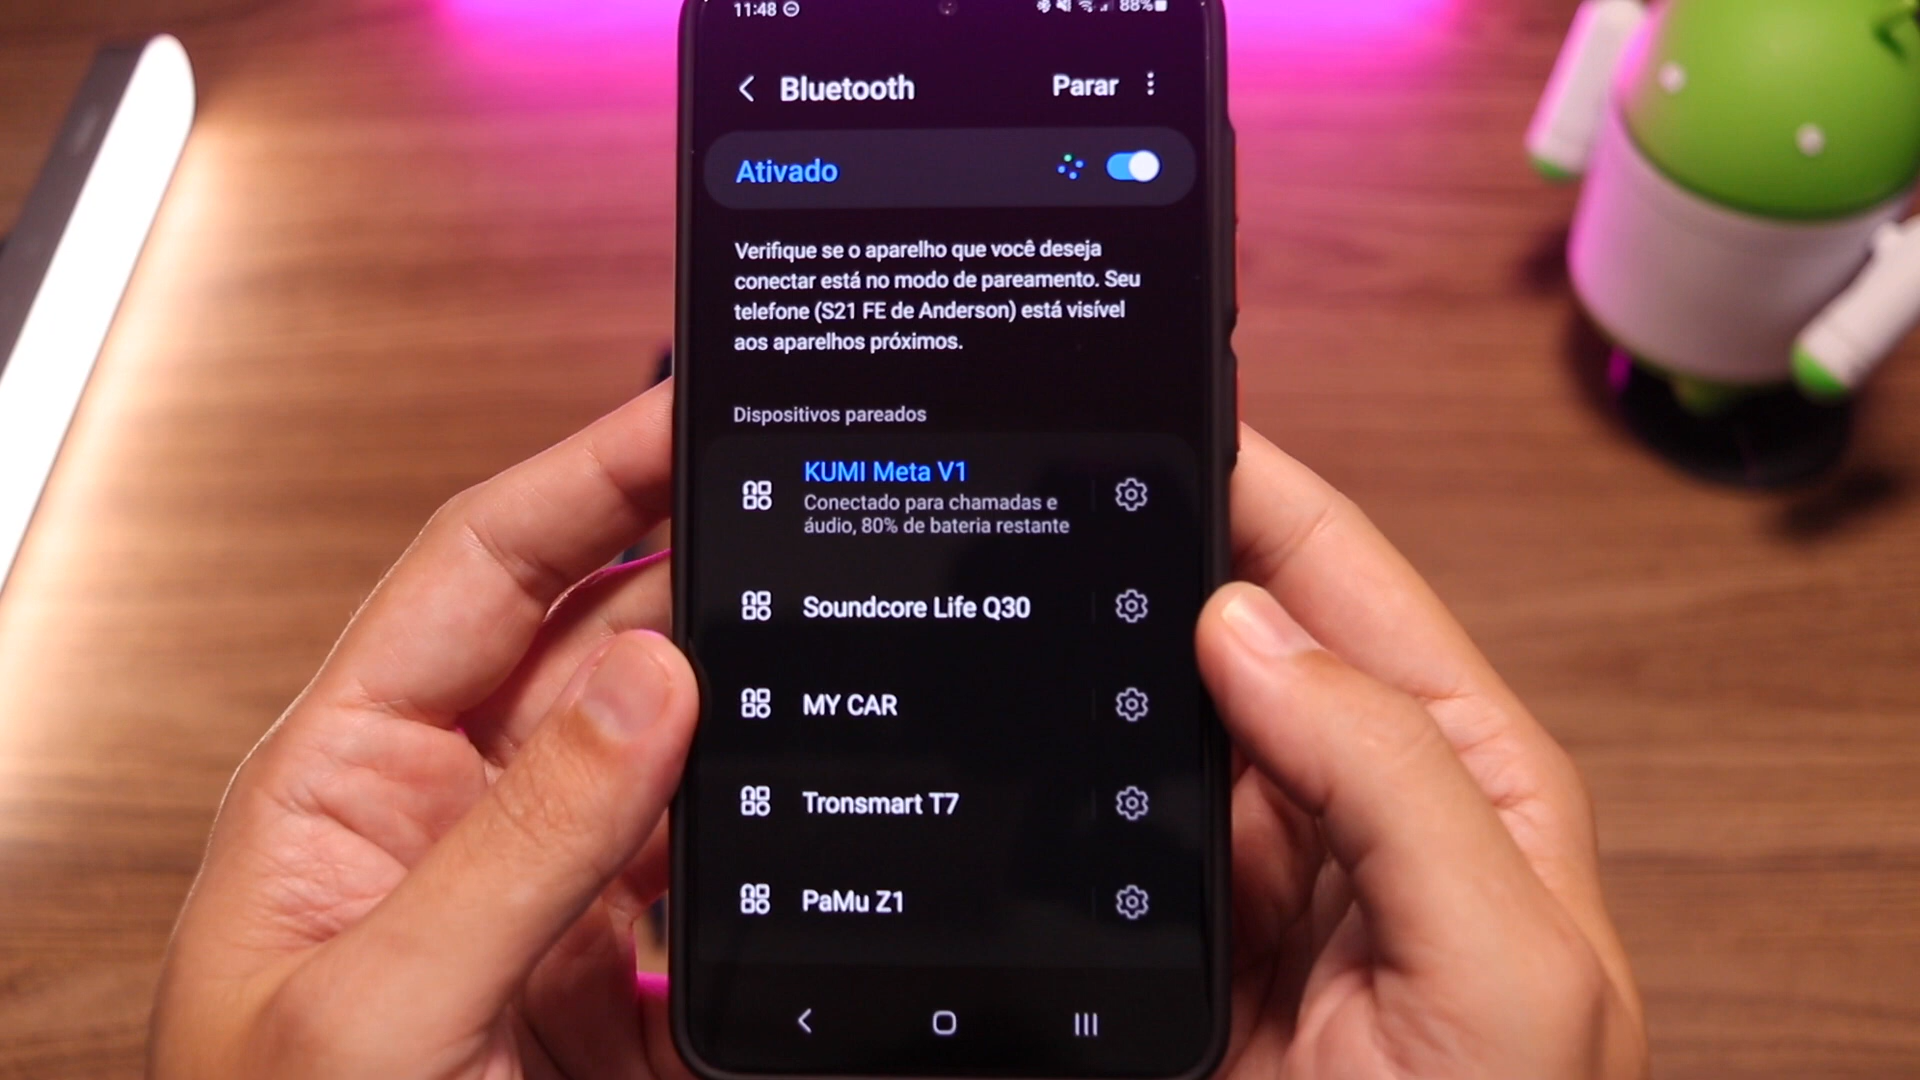 11:48 88%
Bluetooth Parar
Ativado
Verifique se o aparelho que você deseja
conectar está no modo de pareamento. Seu
telefone (S21 FE de Anderson) está visível
aos aparelhos próximos.
Dispositivos pareados
KUMI Meta V1
Conectado para chamadas e
áudio, 80% de bateria restante
Soundcore Life Q30
MY CAR
Tronsmart T7
PaMu Z1